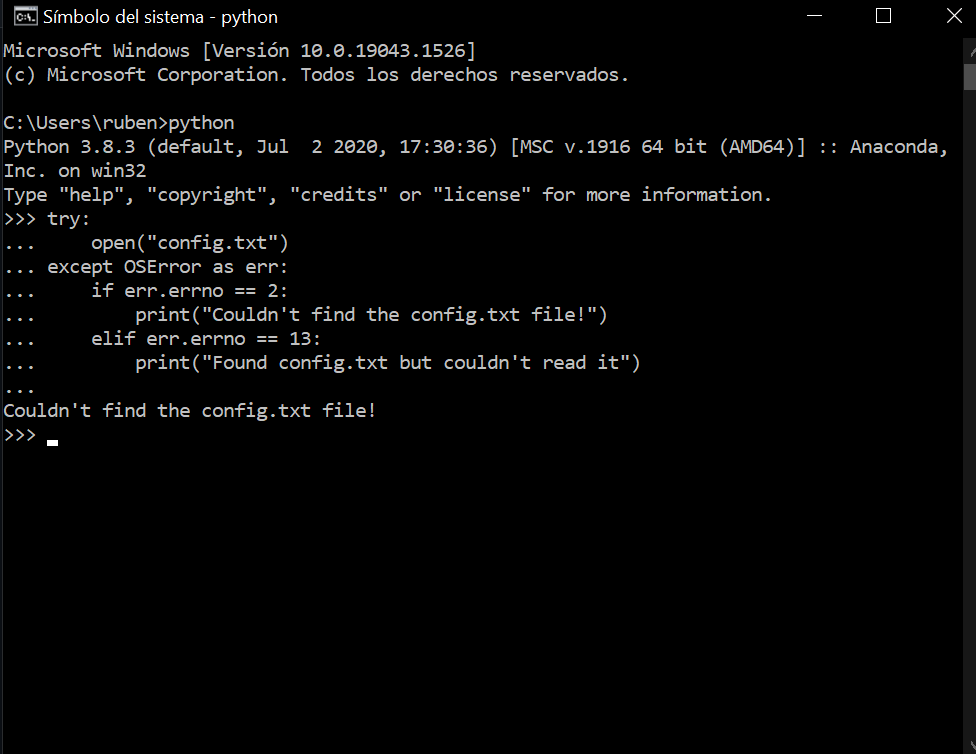 Símbolo del sistema - python
Microsoft Windows [Versión 10.0.19043.1526]
(c) Microsoft Corporation. Todos los derechos reservados.
C:\Users\ruben>python
Python 3.8.3 (default, Jul  2 2020, 17:30:36) [MSC v.1916 64 bit (AMD64)] :: Anaconda,
Inc. on win32
Type "help", "copyright", "credits" or "license" for more information.
>>> try:
...     open("config.txt")
... except OSError as err:
...     if err.errno == 2:
...         print("Couldn't find the config.txt file!")
...     elif err.errno == 13:
...         print("Found config.txt but couldn't read it")
...
Couldn't find the config.txt file!
>>>